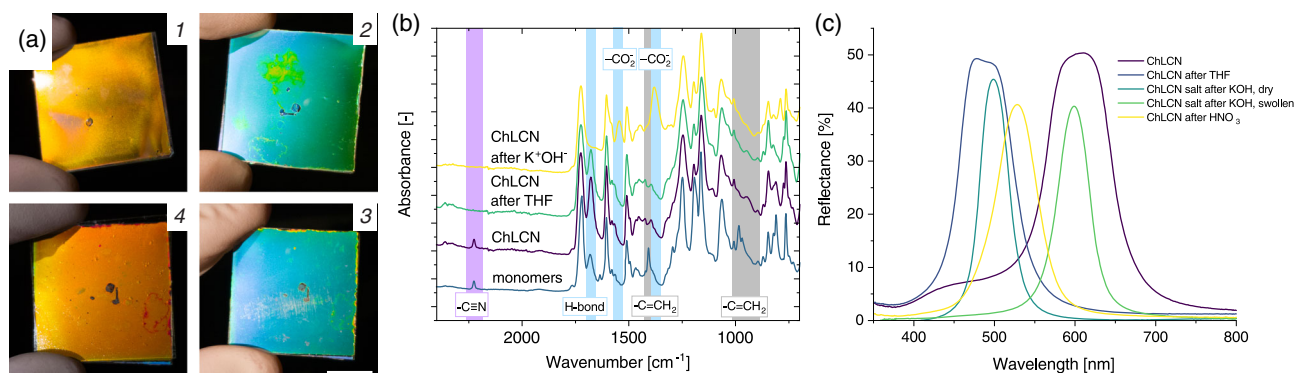 (a)
1
2
4
3
(b)
Absorbance [-]
–CO₂⁻
–CO₂⁻
ChLCN
after K⁺OH⁻
ChLCN
after THF
ChLCN
monomers
-C≡N
H-bond
-C=CH₂
-C=CH₂
2000
1500
1000
Wavenumber [cm⁻¹]
(c)
Reflectance [%]
50
40
30
20
10
0
ChLCN
ChLCN after THF
ChLCN salt after KOH, dry
ChLCN salt after KOH, swollen
ChLCN after HNO₃
400
500
600
700
800
Wavelength [nm]